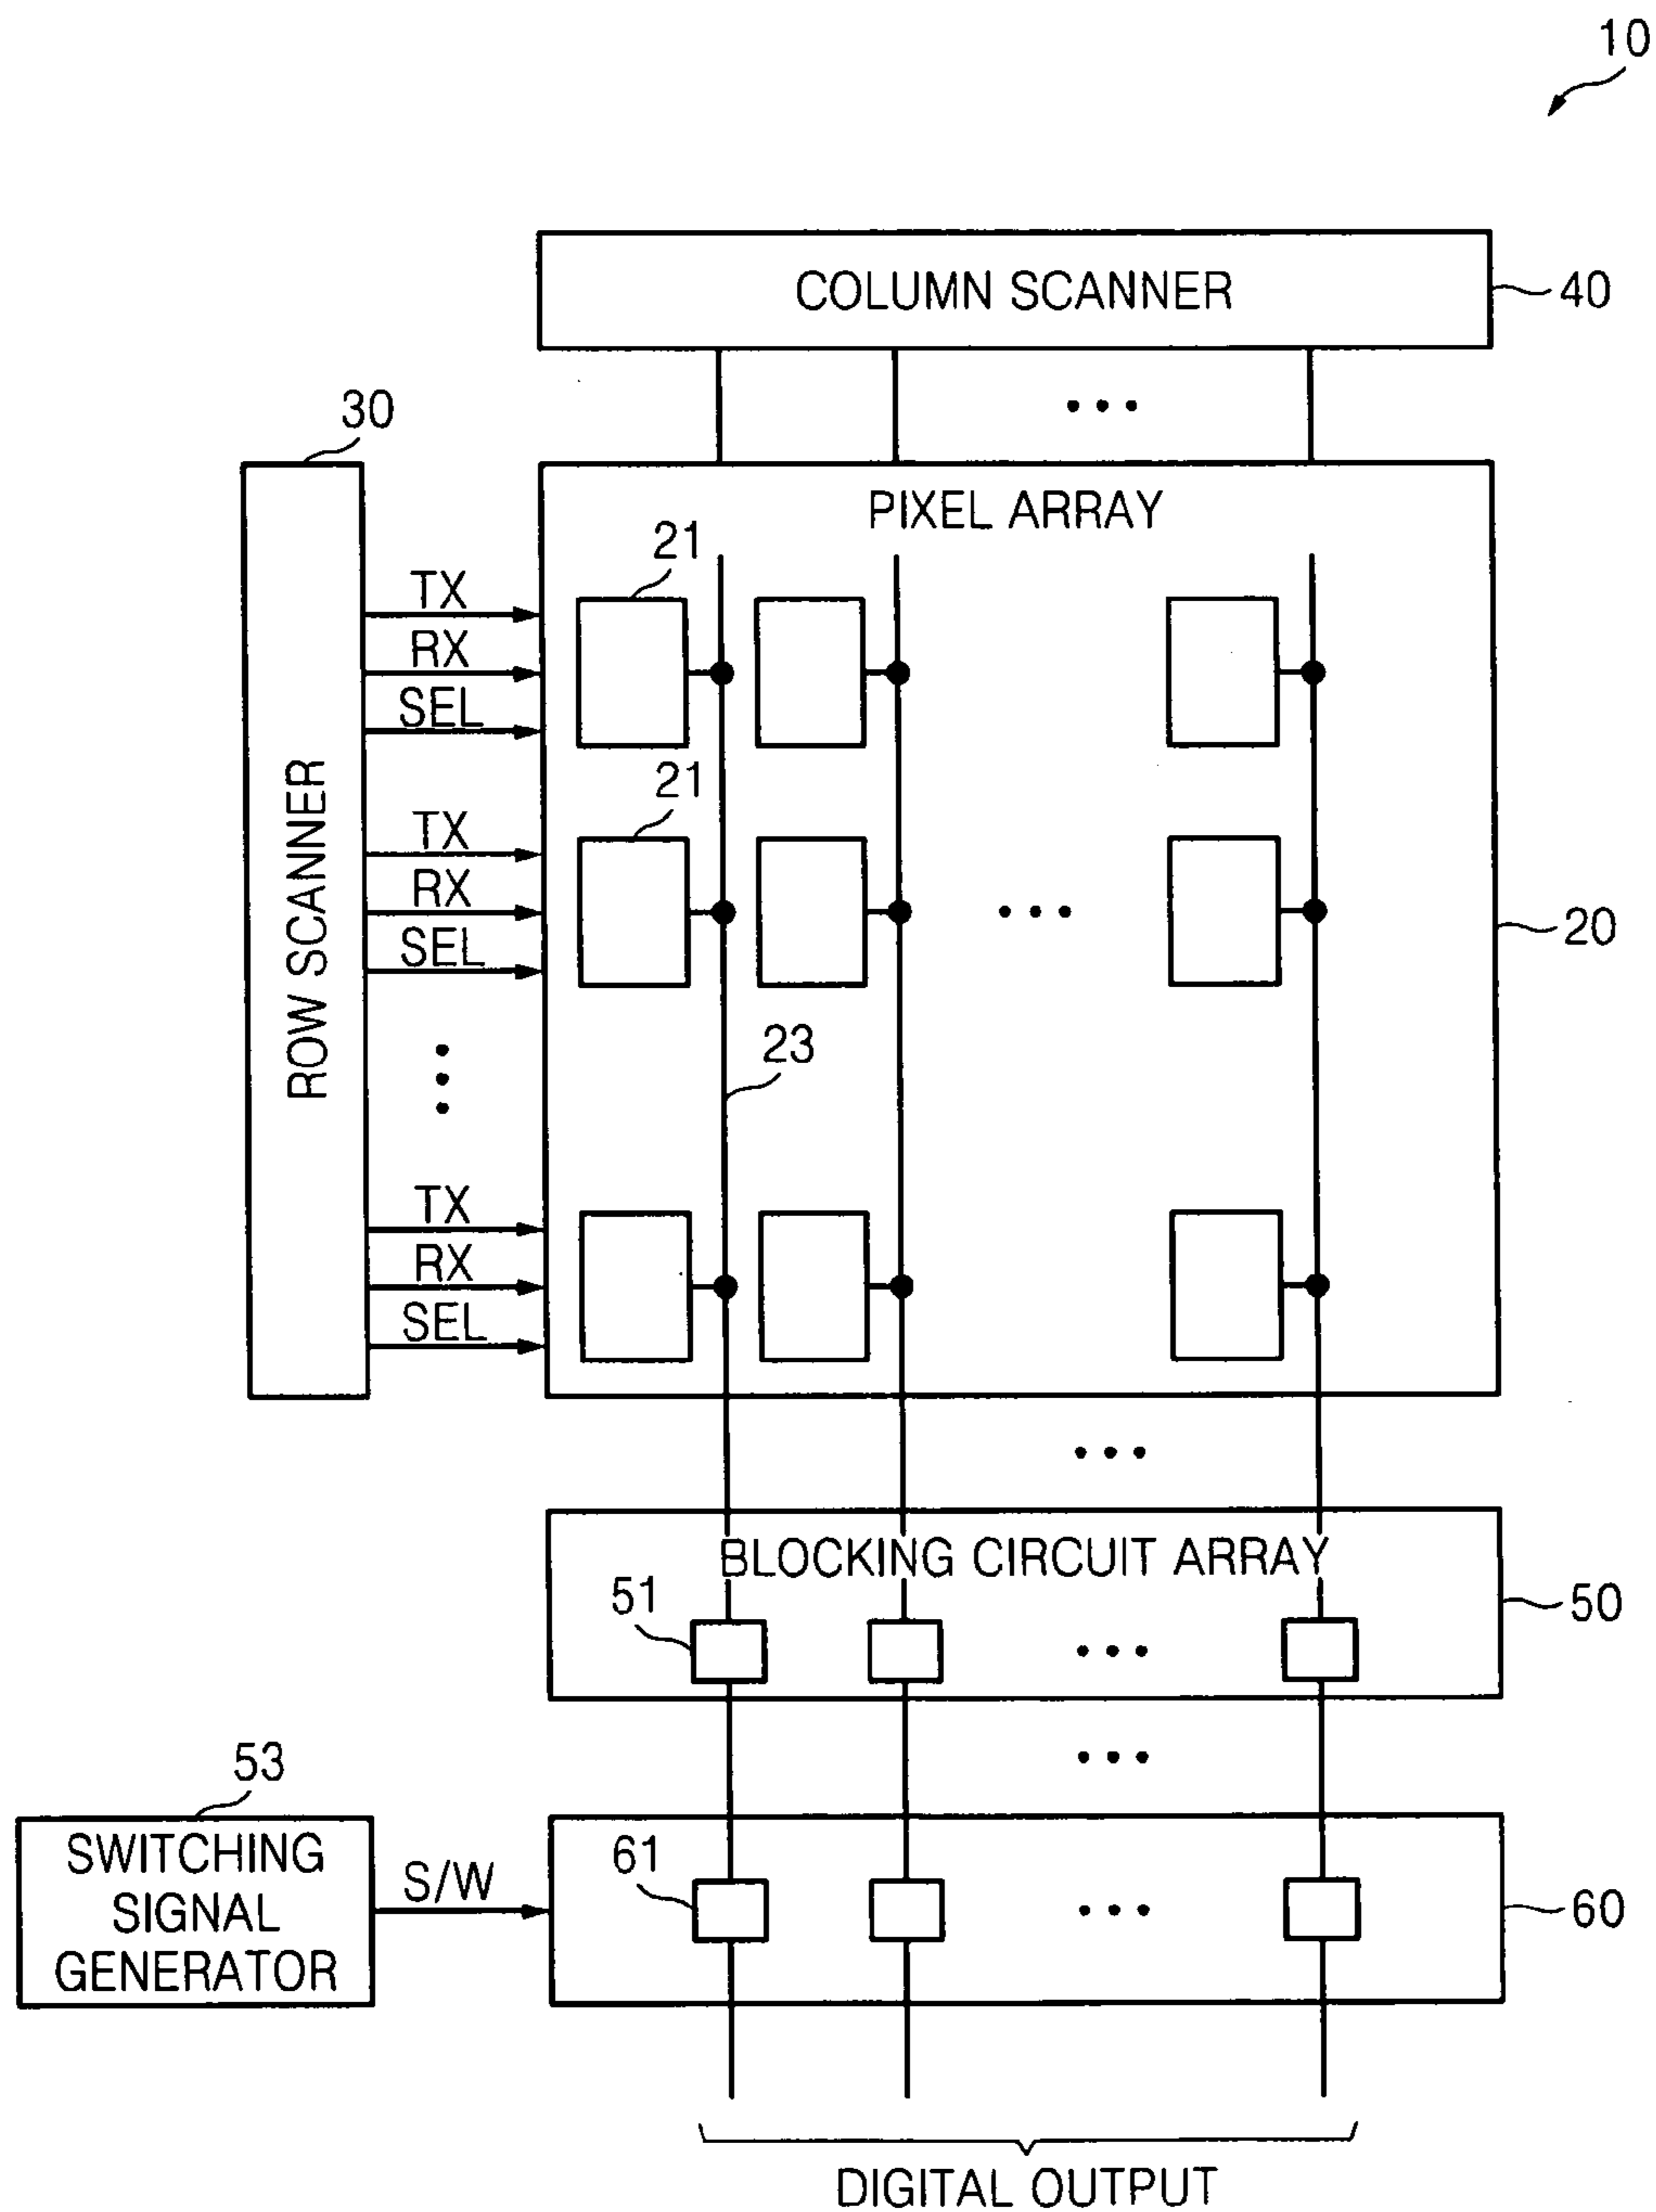 10
COLUMN SCANNER
40
30
PIXEL ARRAY
21
TX
RX
SEL
21
TX
RX
SEL
ROW SCANNER
20
23
TX
RX
SEL
BLOCKING CIRCUIT ARRAY
51
50
53
SWITCHING
SIGNAL
GENERATOR
S/W
61
60
DIGITAL OUTPUT